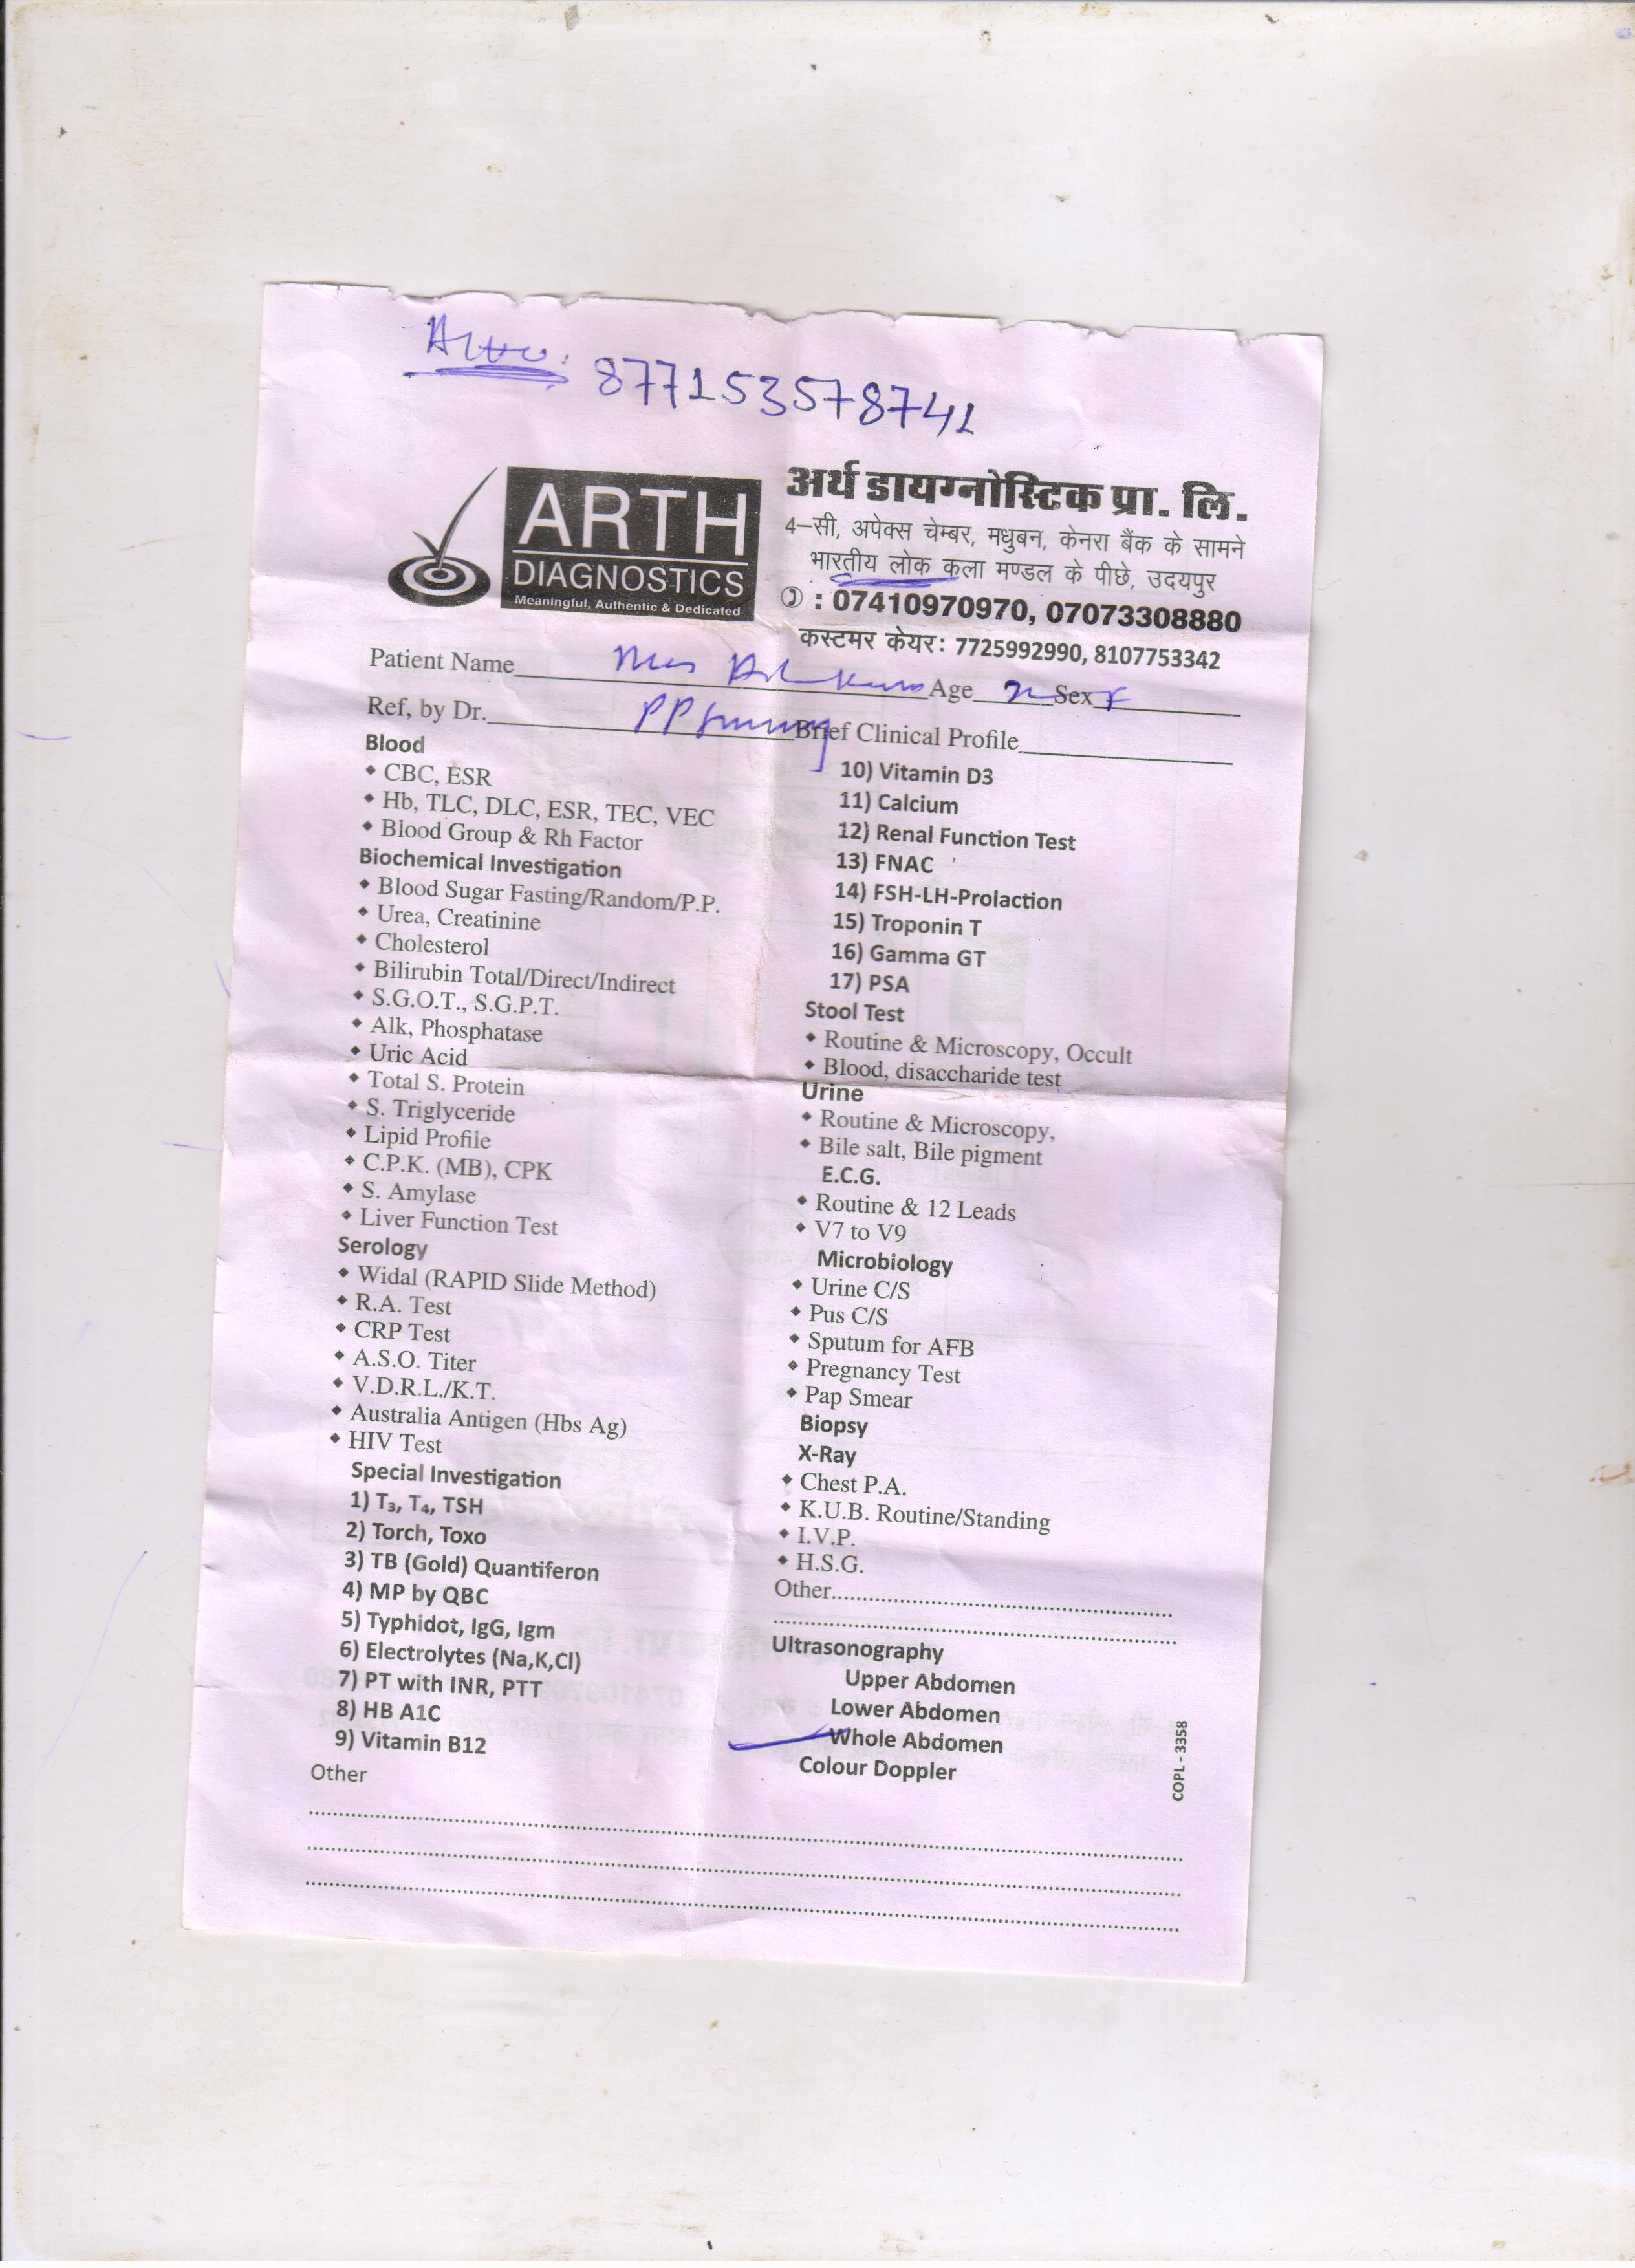 877153578741
ARTH
DIAGNOSTICS
Meaningful, Authentic & Dedicated
अर्थ डायग्नोस्टिक प्रा. लि.
4–सी, अपेक्स चेम्बर, मधुबन, केनरा बैंक के सामने
भारतीय लोक कला मण्डल के पीछे, उदयपुर
: 07410970970, 07073308880
कस्टमर केयर: 7725992990, 8107753342
Patient Name Age Sex F
Ref, by Dr. PP Brief Clinical Profile
Blood
CBC, ESR
Hb, TLC, DLC, ESR, TEC, VEC
Blood Group & Rh Factor
Biochemical Investigation
Blood Sugar Fasting/Random/P.P.
Urea, Creatinine
Cholesterol
Bilirubin Total/Direct/Indirect
S.G.O.T., S.G.P.T.
Alk, Phosphatase
Uric Acid
Total S. Protein
S. Triglyceride
Lipid Profile
C.P.K. (MB), CPK
S. Amylase
Liver Function Test
Serology
Widal (RAPID Slide Method)
R.A. Test
CRP Test
A.S.O. Titer
V.D.R.L./K.T.
Australia Antigen (Hbs Ag)
HIV Test
Special Investigation
1) T₃, T₄, TSH
2) Torch, Toxo
3) TB (Gold) Quantiferon
4) MP by QBC
5) Typhidot, IgG, Igm
6) Electrolytes (Na,K,Cl)
7) PT with INR, PTT
8) HB A1C
9) Vitamin B12
Other
10) Vitamin D3
11) Calcium
12) Renal Function Test
13) FNAC
14) FSH-LH-Prolaction
15) Troponin T
16) Gamma GT
17) PSA
Stool Test
Routine & Microscopy, Occult
Blood, disaccharide test
Urine
Routine & Microscopy,
Bile salt, Bile pigment
E.C.G.
Routine & 12 Leads
V7 to V9
Microbiology
Urine C/S
Pus C/S
Sputum for AFB
Pregnancy Test
Pap Smear
Biopsy
X-Ray
Chest P.A.
K.U.B. Routine/Standing
I.V.P.
H.S.G.
Other
Ultrasonography
Upper Abdomen
Lower Abdomen
Whole Abdomen
Colour Doppler
COPL - 3358